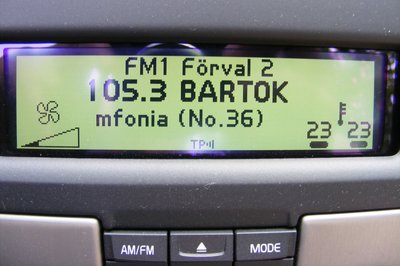 FM1 Förval 2
105.3 BARTOK
mfonia (No.36)
23 23
TP
AM/FM
MODE